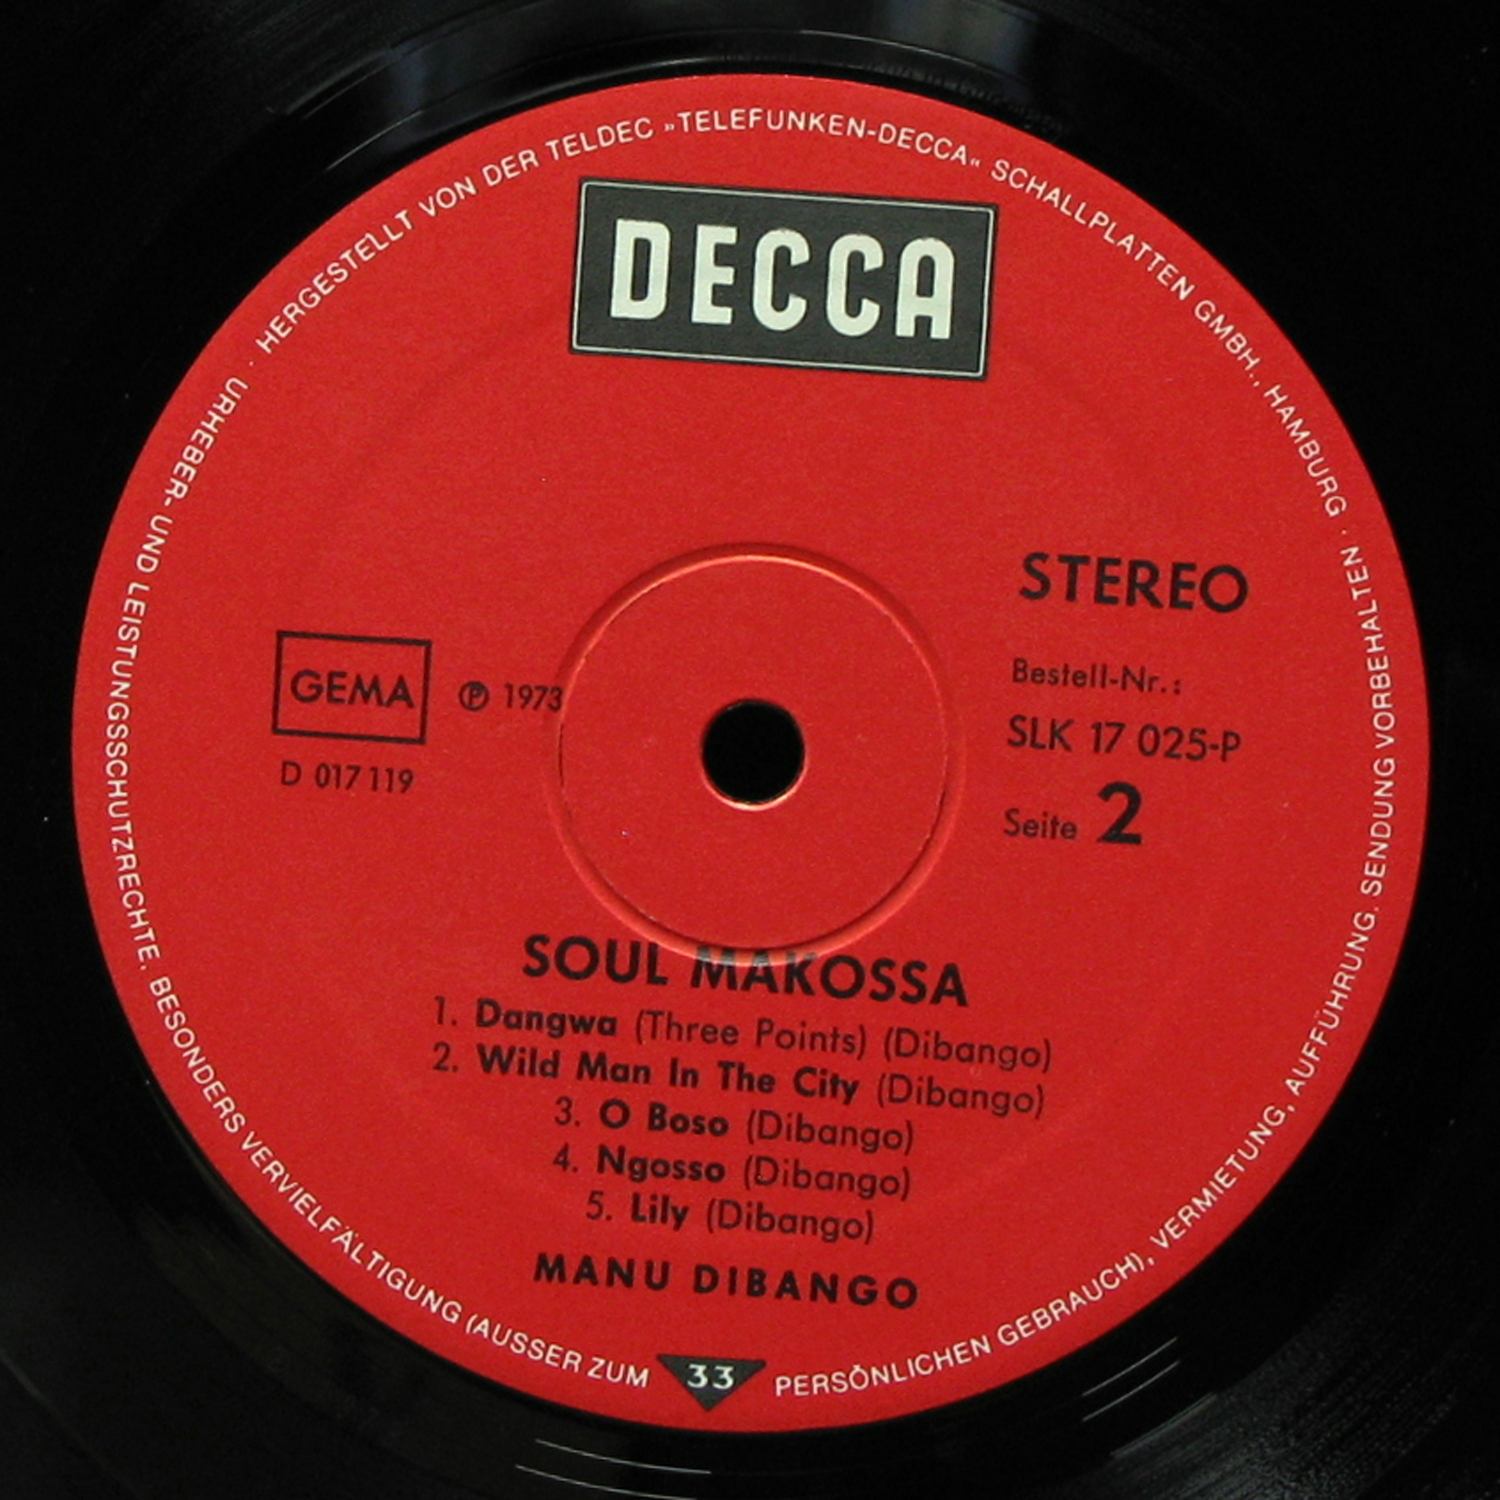 HERGESTELLT VON DER TELDEC »TELEFUNKEN-DECCA« SCHALLPLATTEN GMBH., HAMBURG · SENDUNG VORBEHALTEN
DECCA
STEREO
Bestell-Nr.:
SLK 17 025-P
Seite 2
GEMA ℗ 1973
D 017 119
SOUL MAKOSSA
1. Dangwa (Three Points) (Dibango)
2. Wild Man In The City (Dibango)
3. O Boso (Dibango)
4. Ngosso (Dibango)
5. Lily (Dibango)
MANU DIBANGO
URHEBER- UND LEISTUNGSSCHUTZRECHTE. BESONDERS VERVIELFÄLTIGUNG (AUSSER ZUM
33
PERSÖNLICHEN GEBRAUCH), VERMIETUNG, AUFFÜHRUNG.